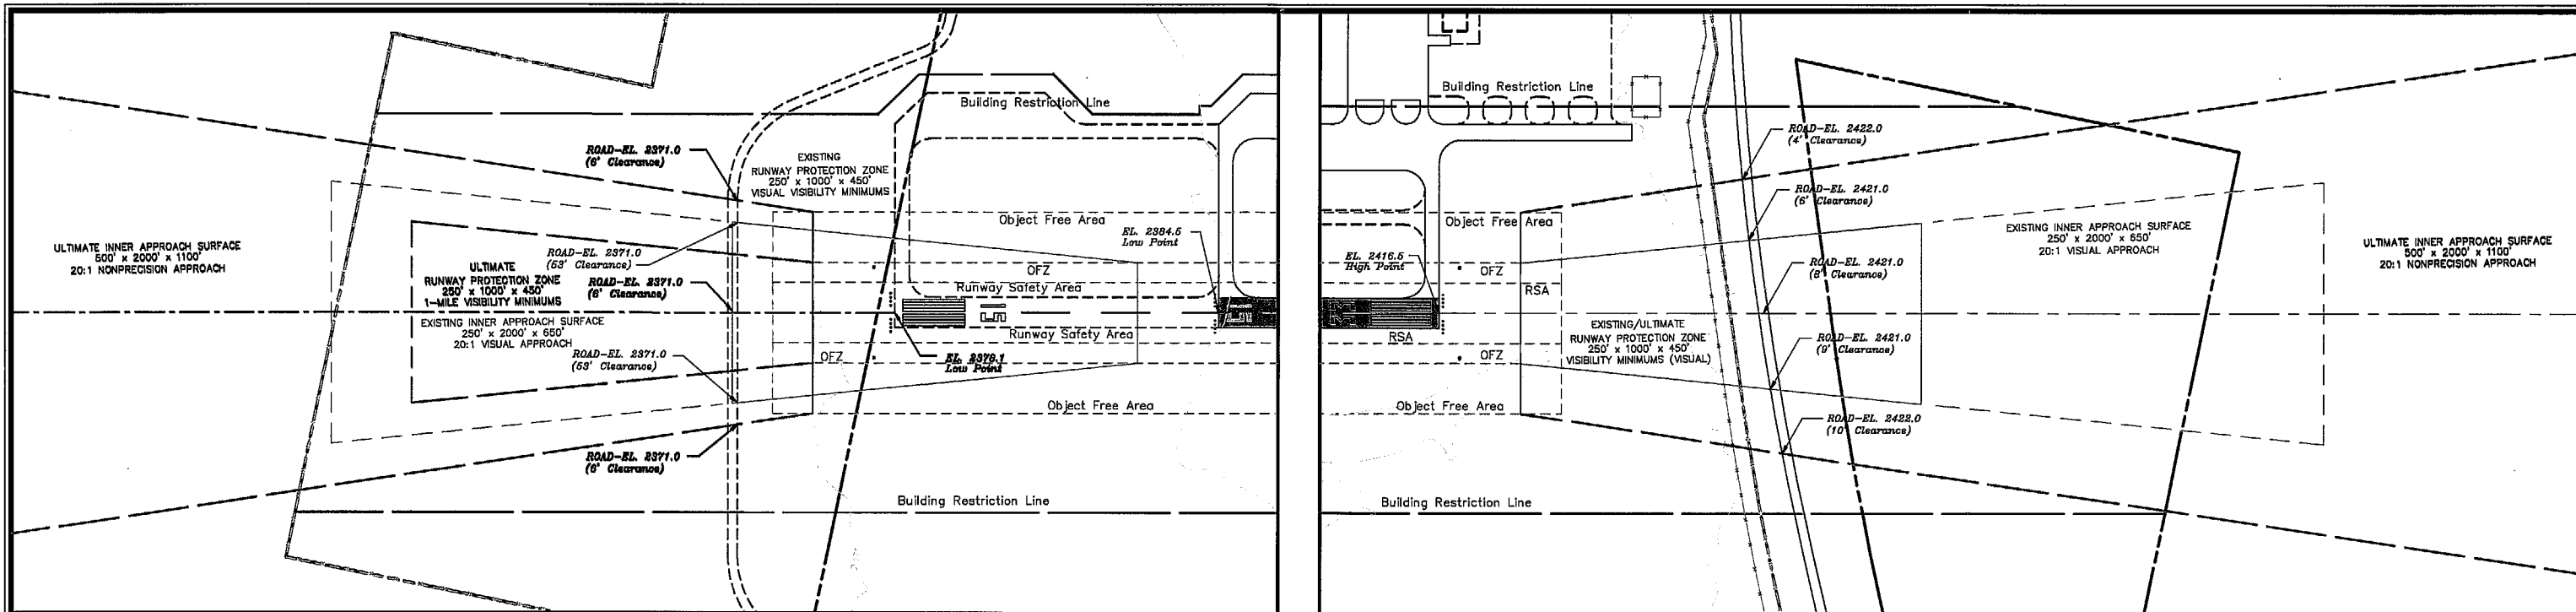 Building Restriction Line
ROAD-EL. 2371.0
(6' Clearance)
EXISTING
RUNWAY PROTECTION ZONE
250' x 1000' x 450'
VISUAL VISIBILITY MINIMUMS
Object Free Area
EL. 2384.5
Low Point
ULTIMATE INNER APPROACH SURFACE
500' x 2000' x 1100'
20:1 NONPRECISION APPROACH
ROAD-EL. 2371.0
(53' Clearance)
ULTIMATE
RUNWAY PROTECTION ZONE
250' x 1000' x 450'
1-MILE VISIBILITY MINIMUMS
ROAD-EL. 2371.0
(6' Clearance)
OFZ
Runway Safety Area
EXISTING INNER APPROACH SURFACE
250' x 2000' x 650'
20:1 VISUAL APPROACH
Runway Safety Area
ROAD-EL. 2371.0
(53' Clearance)
OFZ
Low Point
Object Free Area
ROAD-EL. 2371.0
(6' Clearance)
Building Restriction Line
Building Restriction Line
ROAD-EL. 2422.0
(4' Clearance)
ROAD-EL. 2421.0
(6' Clearance)
Object Free Area
EXISTING INNER APPROACH SURFACE
250' x 2000' x 650'
20:1 VISUAL APPROACH
ULTIMATE INNER APPROACH SURFACE
500' x 2000' x 1100'
20:1 NONPRECISION APPROACH
EL. 2416.5
High Point
OFZ
ROAD-EL. 2421.0
(8' Clearance)
RSA
EXISTING/ULTIMATE
RUNWAY PROTECTION ZONE
250' x 1000' x 450'
VISIBILITY MINIMUMS (VISUAL)
RSA
ROAD-EL. 2421.0
(9' Clearance)
OFZ
Object Free Area
ROAD-EL. 2422.0
(10' Clearance)
Building Restriction Line